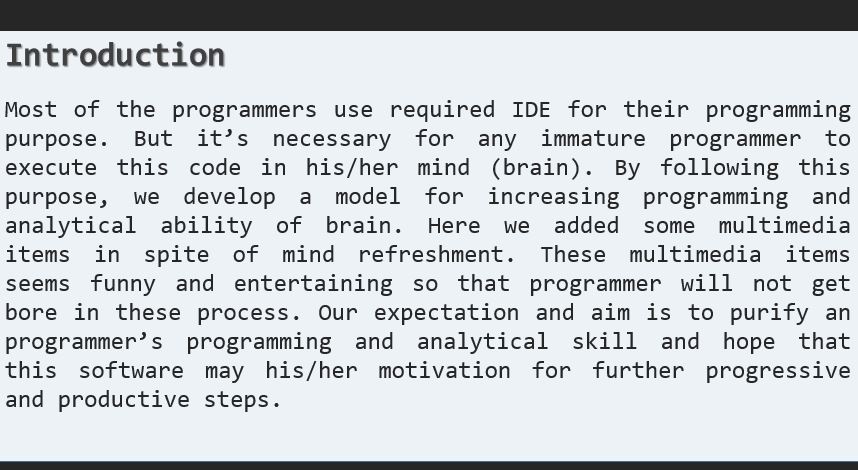 Introduction
Most of the programmers use required IDE for their programming
purpose. But it’s necessary for any immature programmer to
execute this code in his/her mind (brain). By following this
purpose, we develop a model for increasing programming and
analytical ability of brain. Here we added some multimedia
items in spite of mind refreshment. These multimedia items
seems funny and entertaining so that programmer will not get
bore in these process. Our expectation and aim is to purify an
programmer’s programming and analytical skill and hope that
this software may his/her motivation for further progressive
and productive steps.